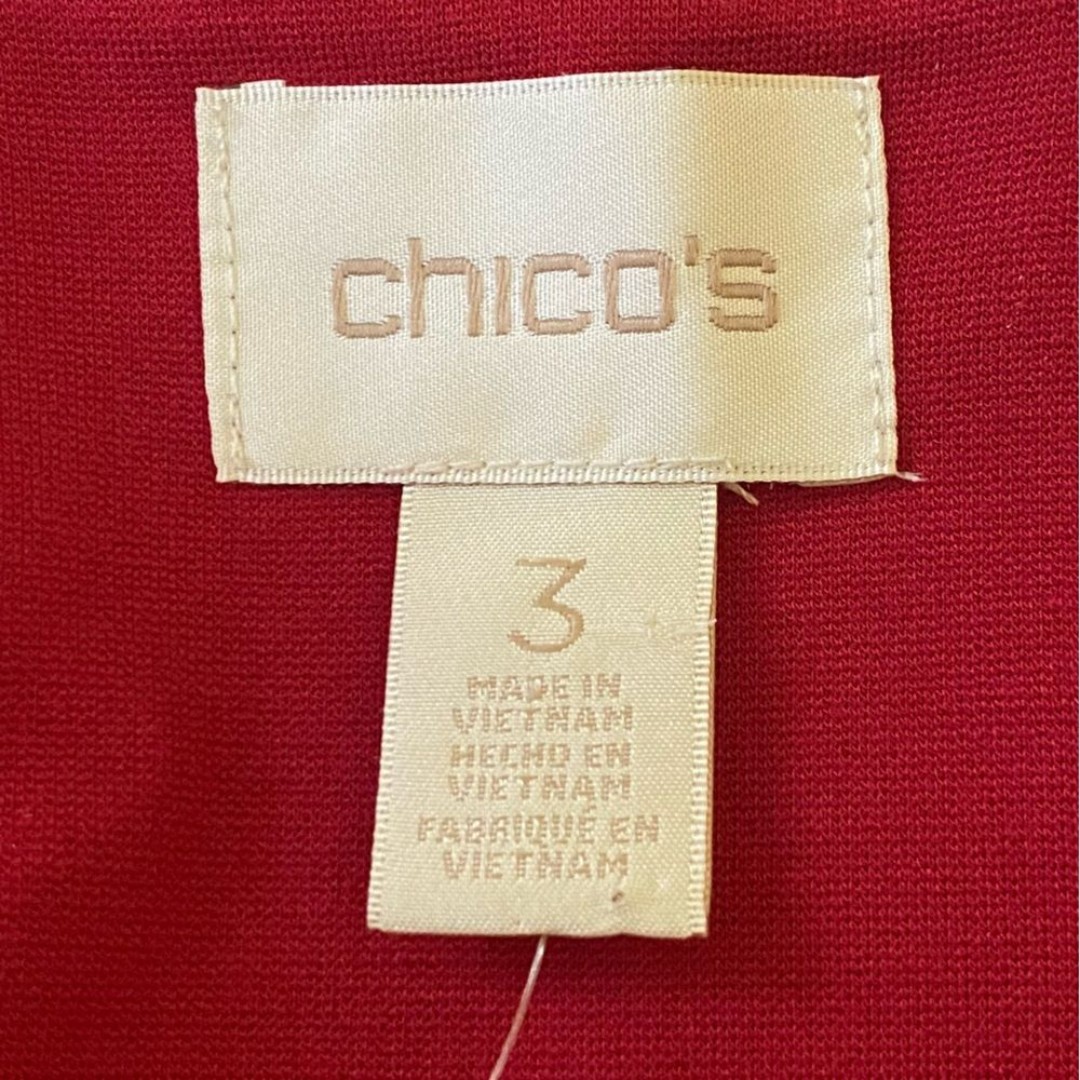 chico's
3
MADE IN
VIETNAM
HECHO EN
VIETNAM
FABRIQUÉ EN
VIETNAM